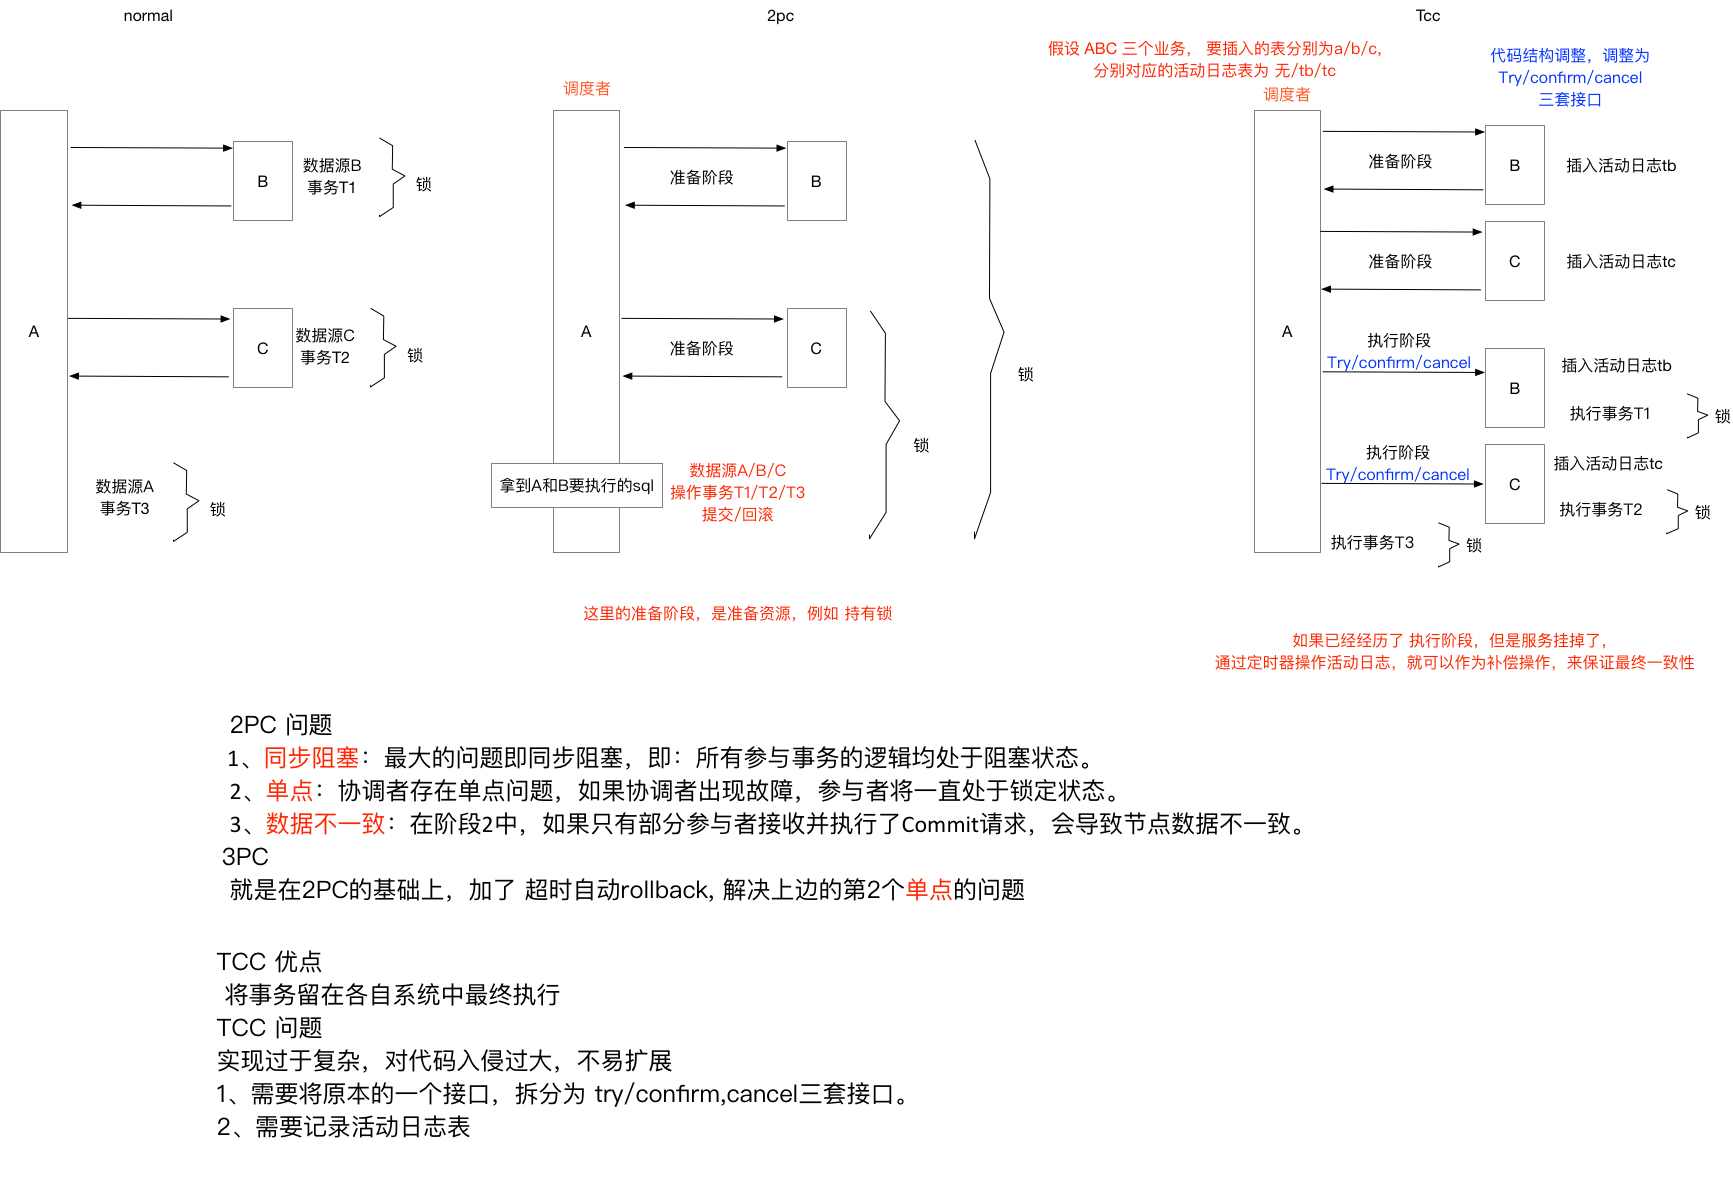 normal
A
B
数据源B
事务T1
锁
C
数据源C
事务T2
锁
数据源A
事务T3
锁
2pc
调度者
A
准备阶段
B
准备阶段
C
锁
锁
拿到A和B要执行的sql
数据源A/B/C
操作事务T1/T2/T3
提交/回滚
这里的准备阶段，是准备资源，例如 持有锁
Tcc
假设 ABC 三个业务， 要插入的表分别为a/b/c,
分别对应的活动日志表为 无/tb/tc
调度者
代码结构调整，调整为
Try/confirm/cancel
三套接口
A
准备阶段
B
插入活动日志tb
准备阶段
C
插入活动日志tc
执行阶段
Try/confirm/cancel
B
插入活动日志tb
执行事务T1
锁
执行阶段
Try/confirm/cancel
C
插入活动日志tc
执行事务T2
锁
执行事务T3
锁
如果已经经历了 执行阶段，但是服务挂掉了，
通过定时器操作活动日志，就可以作为补偿操作，来保证最终一致性
2PC 问题
1、同步阻塞：最大的问题即同步阻塞，即：所有参与事务的逻辑均处于阻塞状态。
2、单点：协调者存在单点问题，如果协调者出现故障，参与者将一直处于锁定状态。
3、数据不一致：在阶段2中，如果只有部分参与者接收并执行了Commit请求，会导致节点数据不一致。
3PC
就是在2PC的基础上，加了 超时自动rollback, 解决上边的第2个单点的问题
TCC 优点
将事务留在各自系统中最终执行
TCC 问题
实现过于复杂，对代码入侵过大，不易扩展
1、需要将原本的一个接口，拆分为 try/confirm,cancel三套接口。
2、需要记录活动日志表